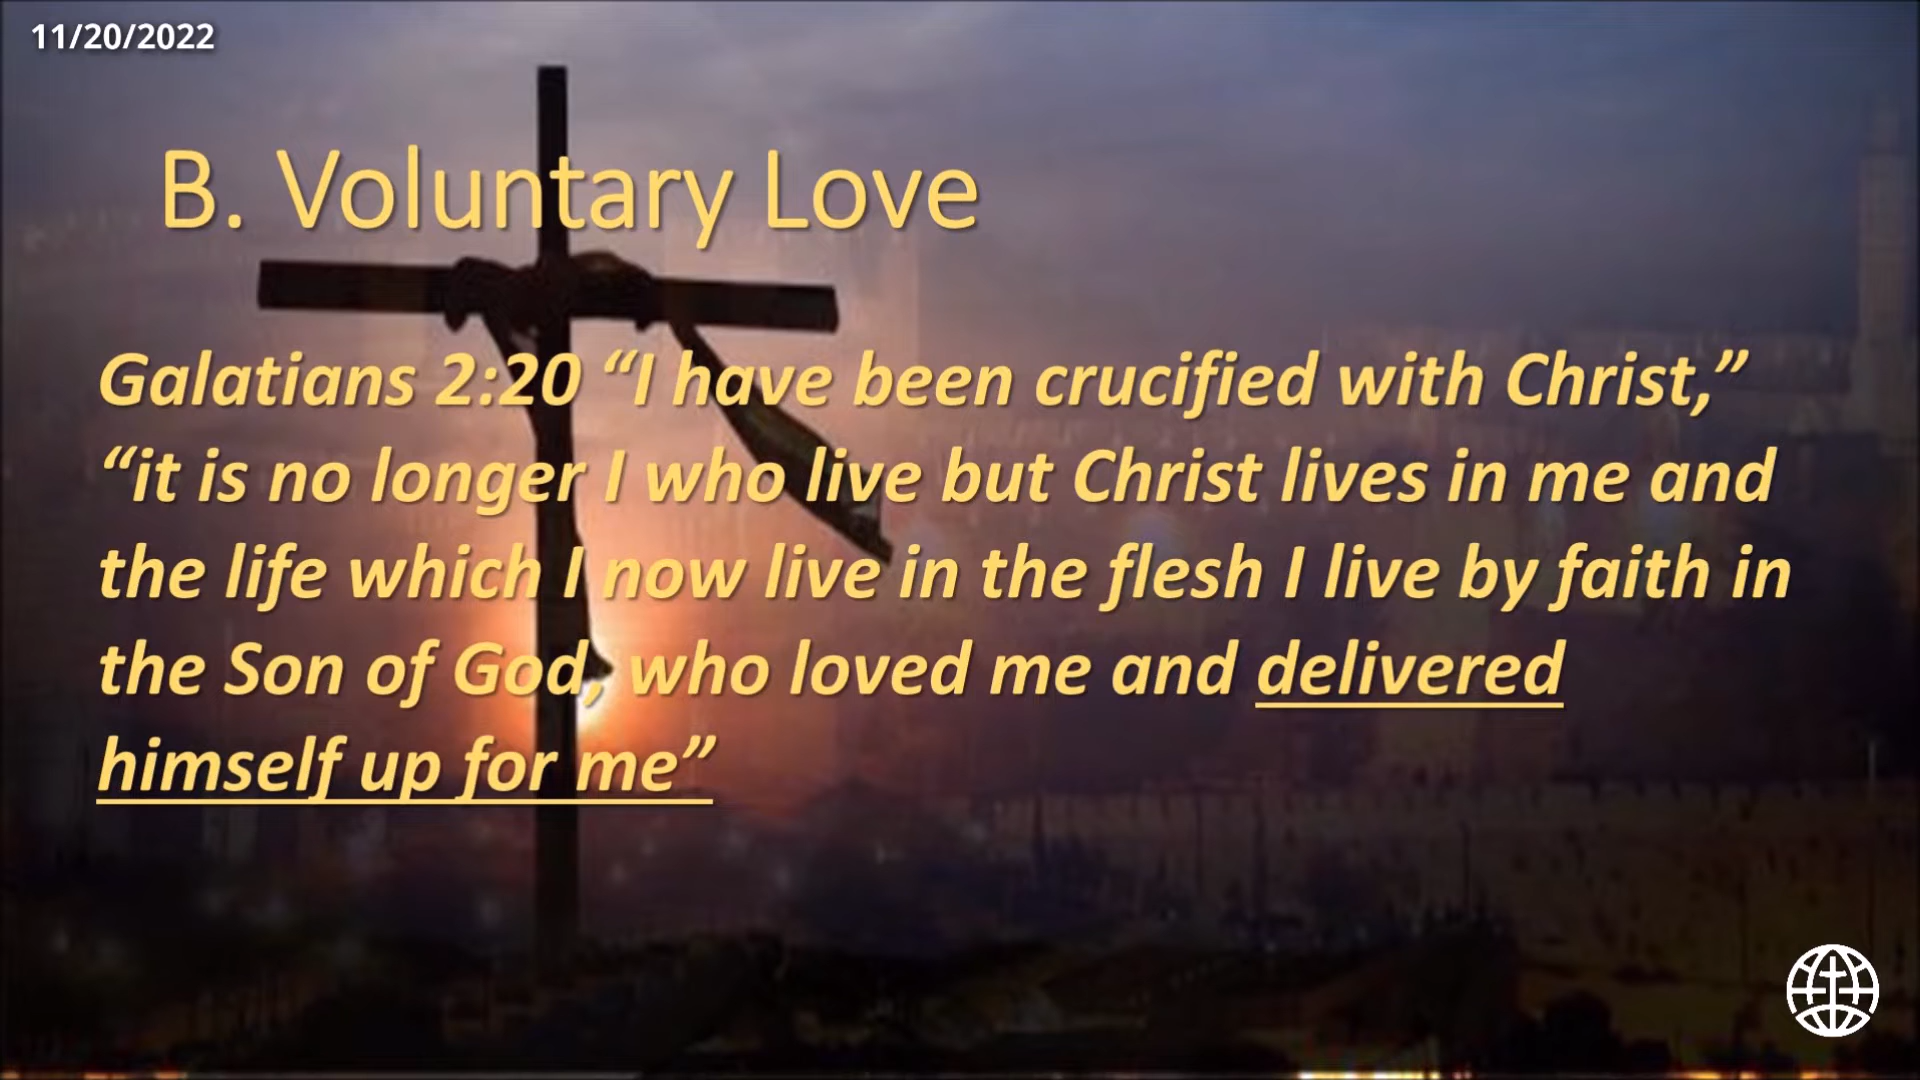 11/20/2022
B. Voluntary Love
Galatians 2:20 “I have been crucified with Christ,”
“it is no longer I who live but Christ lives in me and
the life which I now live in the flesh I live by faith in
the Son of God, who loved me and delivered
himself up for me”